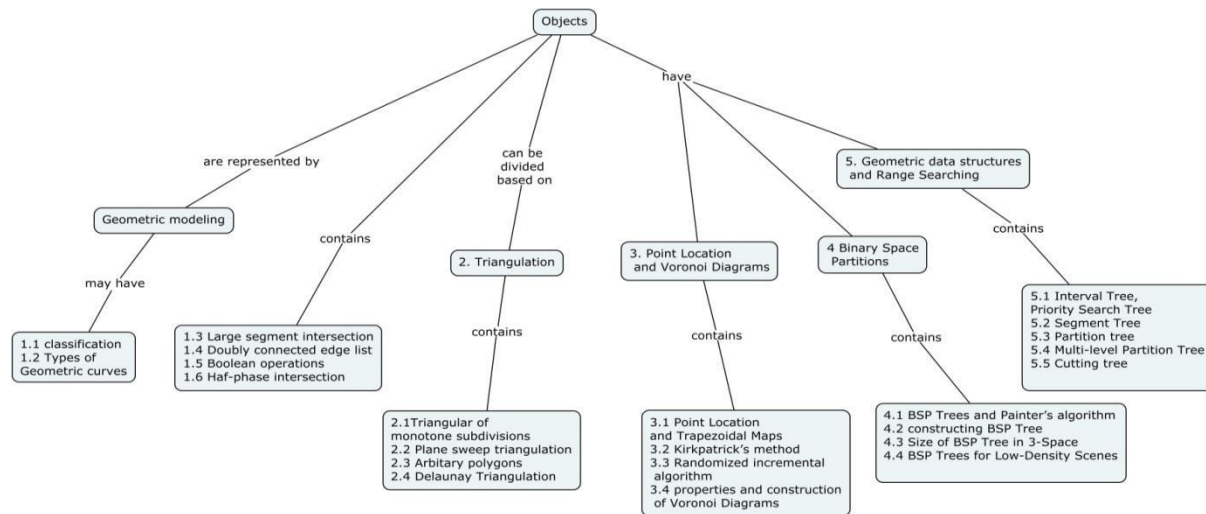 Objects
have
are represented by
can be
divided
based on
5. Geometric data structures
and Range Searching
Geometric modeling
contains
contains
2. Triangulation
3. Point Location
and Voronoi Diagrams
4 Binary Space
Partitions
may have
contains
contains
contains
1.1 classification
1.2 Types of
Geometric curves
1.3 Large segment intersection
1.4 Doubly connected edge list
1.5 Boolean operations
1.6 Haf-phase intersection
5.1 Interval Tree,
Priority Search Tree
5.2 Segment Tree
5.3 Partition tree
5.4 Multi-level Partition Tree
5.5 Cutting tree
2.1Triangular of
monotone subdivisions
2.2 Plane sweep triangulation
2.3 Arbitary polygons
2.4 Delaunay Triangulation
3.1 Point Location
and Trapezoidal Maps
3.2 Kirkpatrick's method
3.3 Randomized incremental
algorithm
3.4 properties and construction
of Voronoi Diagrams
4.1 BSP Trees and Painter's algorithm
4.2 constructing BSP Tree
4.3 Size of BSP Tree in 3-Space
4.4 BSP Trees for Low-Density Scenes